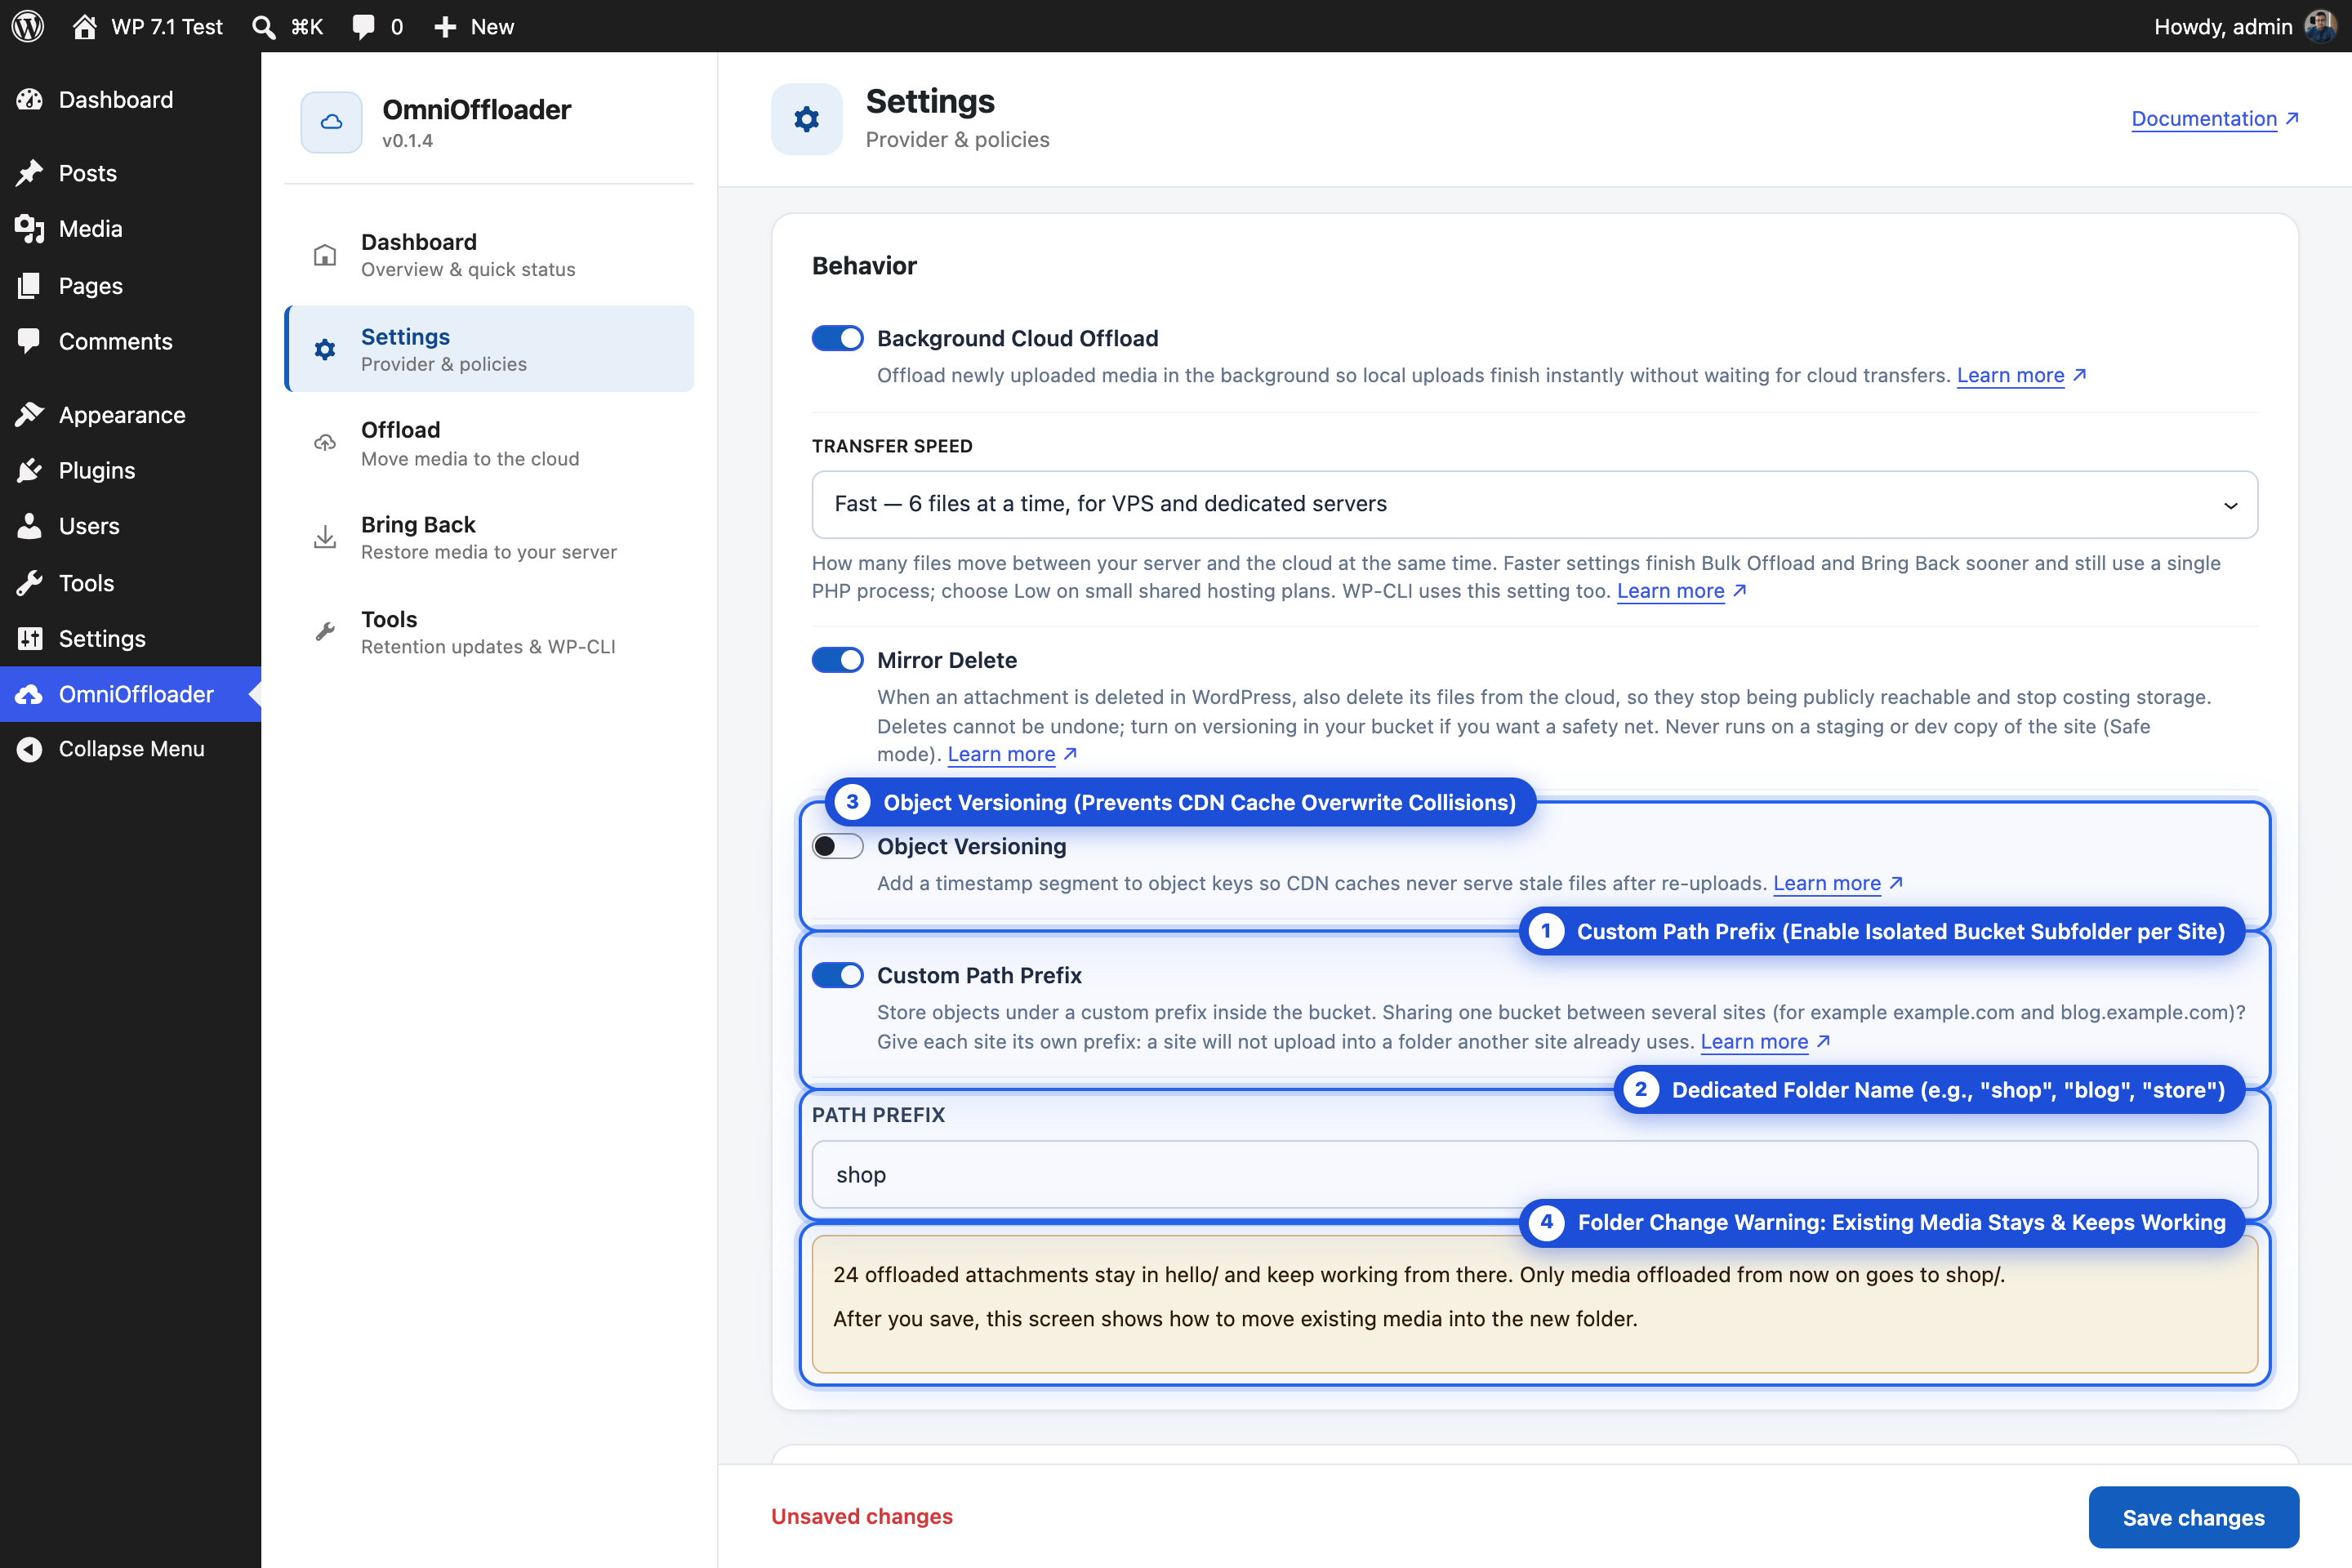 WP 7.1 Test
⌘K
0
New
Howdy, admin
Dashboard
Posts
Media
Pages
Comments
Appearance
Plugins
Users
Tools
Settings
OmniOffloader
Collapse Menu
OmniOffloader
v0.1.4
Dashboard
Overview & quick status
Settings
Provider & policies
Offload
Move media to the cloud
Bring Back
Restore media to your server
Tools
Retention updates & WP-CLI
Settings
Provider & policies
Documentation ↗
Behavior
Background Cloud Offload
Offload newly uploaded media in the background so local uploads finish instantly without waiting for cloud transfers. Learn more ↗
TRANSFER SPEED
Fast — 6 files at a time, for VPS and dedicated servers
How many files move between your server and the cloud at the same time. Faster settings finish Bulk Offload and Bring Back sooner and still use a single
PHP process; choose Low on small shared hosting plans. WP-CLI uses this setting too. Learn more ↗
Mirror Delete
When an attachment is deleted in WordPress, also delete its files from the cloud, so they stop being publicly reachable and stop costing storage.
Deletes cannot be undone; turn on versioning in your bucket if you want a safety net. Never runs on a staging or dev copy of the site (Safe
mode). Learn more ↗
3 Object Versioning (Prevents CDN Cache Overwrite Collisions)
Object Versioning
Add a timestamp segment to object keys so CDN caches never serve stale files after re-uploads. Learn more ↗
1 Custom Path Prefix (Enable Isolated Bucket Subfolder per Site)
Custom Path Prefix
Store objects under a custom prefix inside the bucket. Sharing one bucket between several sites (for example example.com and blog.example.com)?
Give each site its own prefix: a site will not upload into a folder another site already uses. Learn more ↗
2 Dedicated Folder Name (e.g., "shop", "blog", "store")
PATH PREFIX
shop
4 Folder Change Warning: Existing Media Stays & Keeps Working
24 offloaded attachments stay in hello/ and keep working from there. Only media offloaded from now on goes to shop/.
After you save, this screen shows how to move existing media into the new folder.
Unsaved changes
Save changes